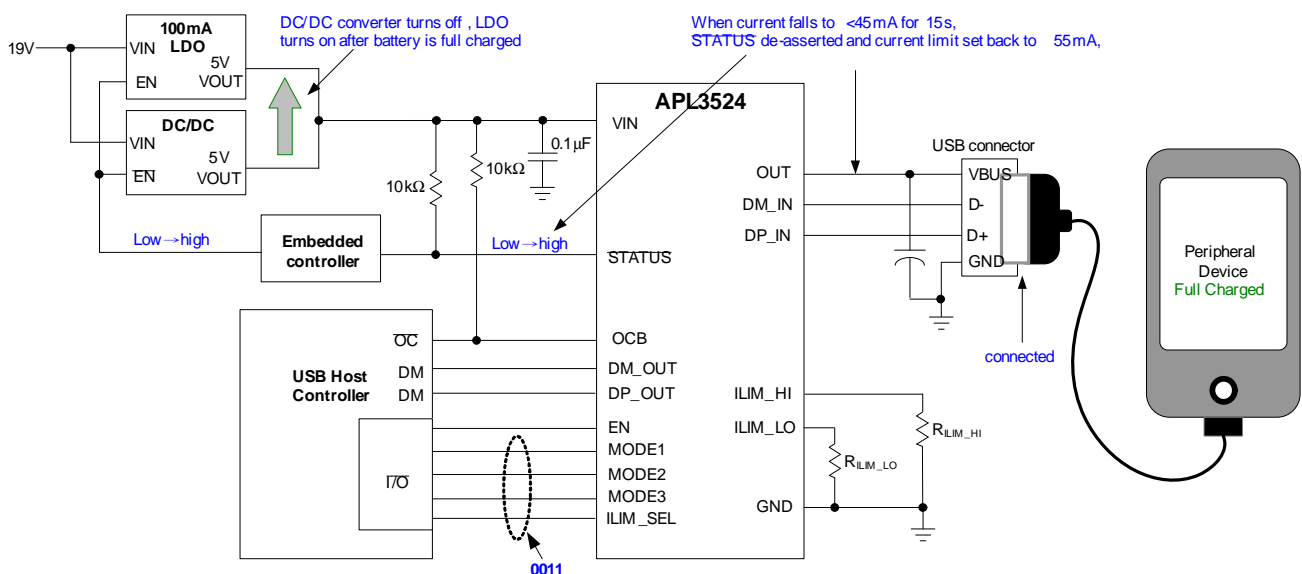 DC/DC converter turns off , LDO
turns on after battery is full charged
When current falls to <45mA for 15s,
STATUS de-asserted and current limit set back to 55mA,
19V
100mA
LDO
VIN
EN
5V
VOUT
DC/DC
VIN
EN
5V
VOUT
10kΩ
10kΩ
0.1μF
Low→high
Embedded
controller
Low→high
APL3524
VIN
STATUS
OCB
DM_OUT
DP_OUT
EN
MODE1
MODE2
MODE3
ILIM_SEL
OUT
DM_IN
DP_IN
ILIM_HI
ILIM_LO
GND
USB Host
Controller
OC
DM
DM
I/O
0011
RILIM_LO
RILIM_HI
USB connector
VBUS
D-
D+
GND
connected
Peripheral
Device
Full Charged